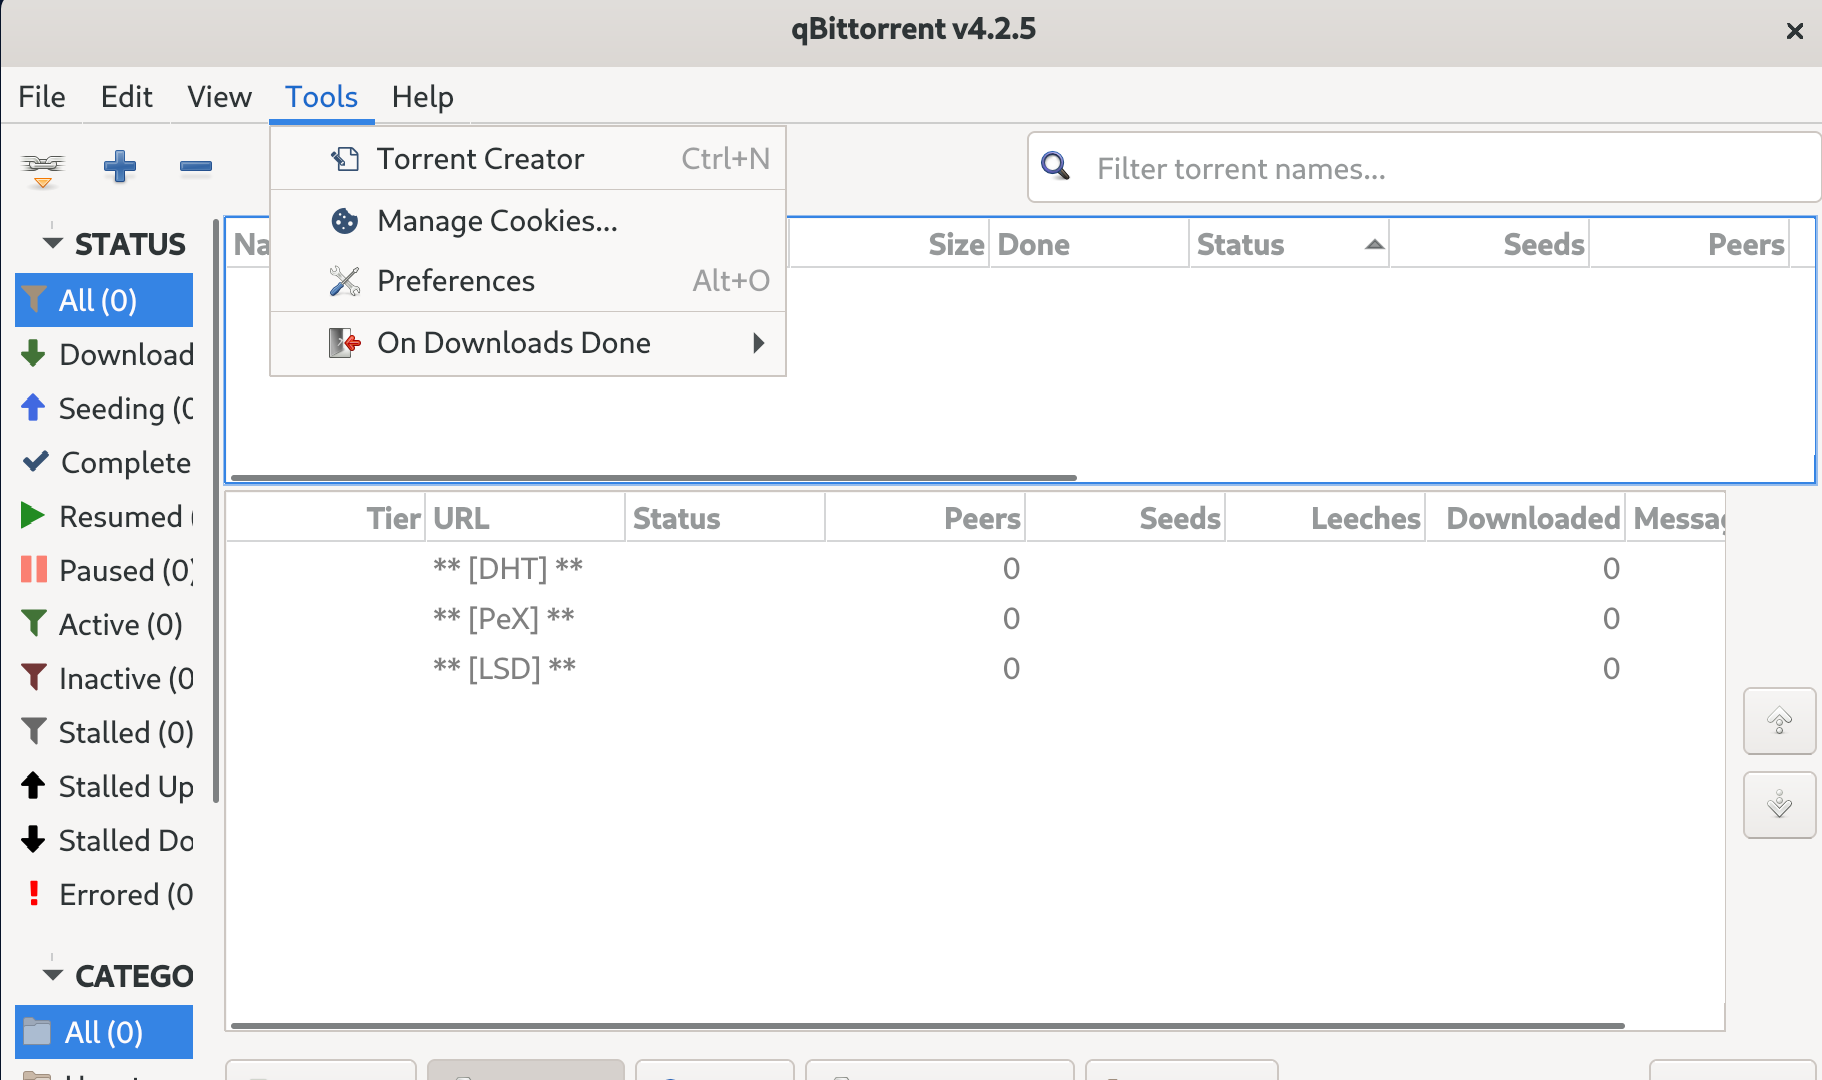 qBittorrent v4.2.5
File Edit View Tools Help
Torrent Creator Ctrl+N
Manage Cookies...
Preferences Alt+O
On Downloads Done
Filter torrent names...
STATUS
All (0)
Download
Seeding (0
Complete
Resumed (
Paused (0)
Active (0)
Inactive (0
Stalled (0)
Stalled Up
Stalled Do
Errored (0
CATEGO
All (0)
Na Size Done Status Seeds Peers
Tier URL Status Peers Seeds Leeches Downloaded Messag
** [DHT] ** 0 0
** [PeX] ** 0 0
** [LSD] ** 0 0